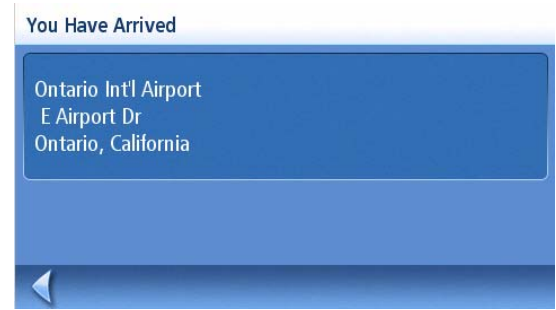 You Have Arrived
Ontario Int'l Airport
E Airport Dr
Ontario, California